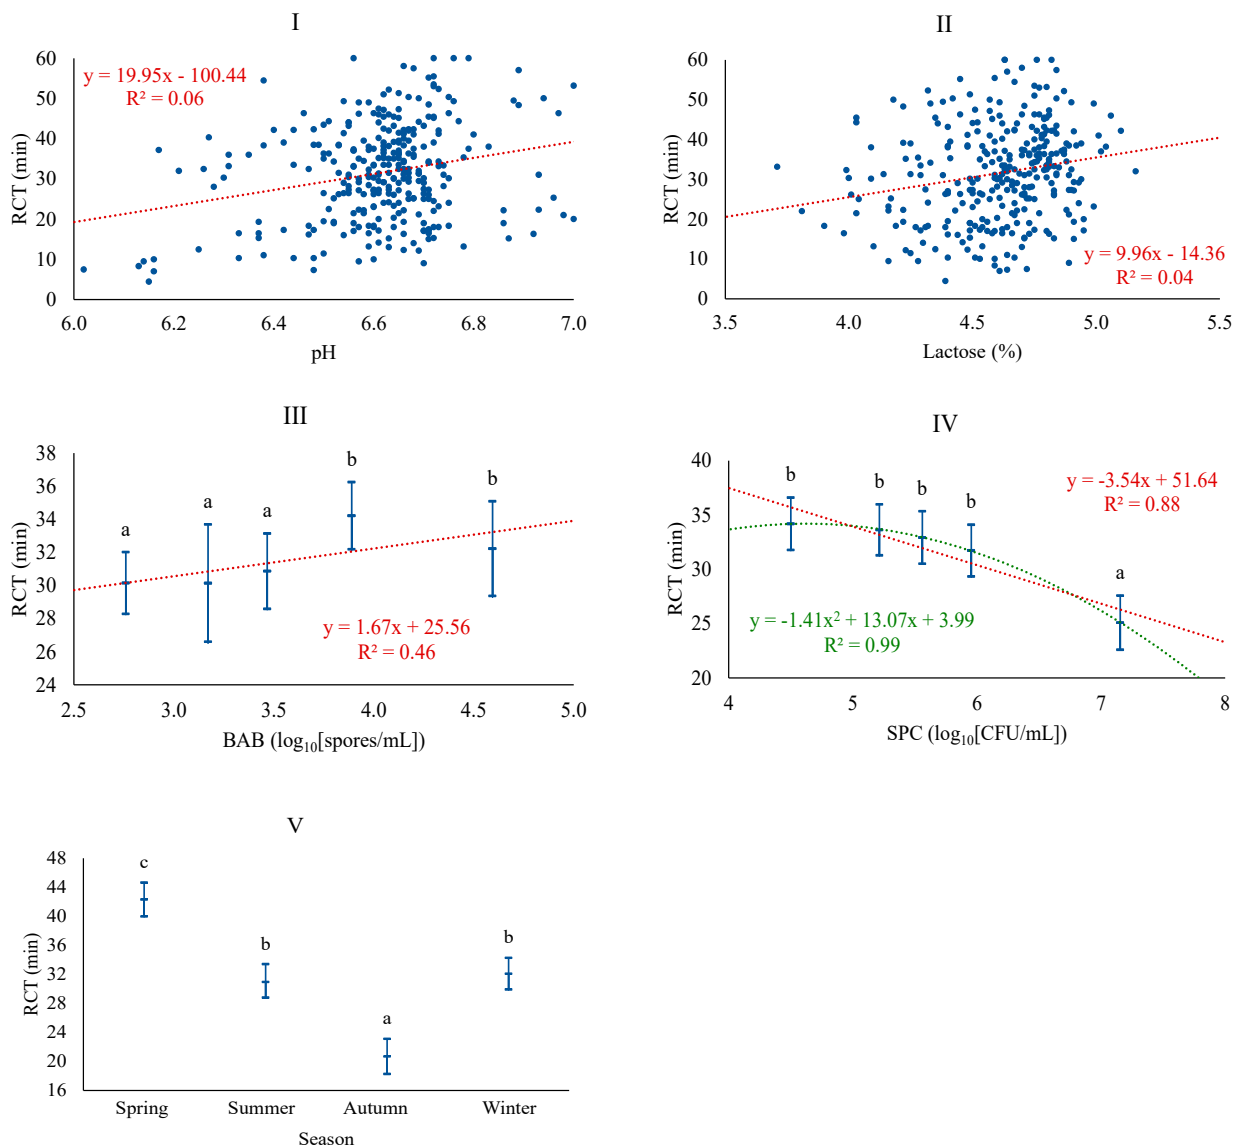 I
RCT (min)
60
50
40
30
20
10
0
y = 19.95x - 100.44
R² = 0.06
6.0 6.2 6.4 6.6 6.8 7.0
pH
II
RCT (min)
60
50
40
30
20
10
0
y = 9.96x - 14.36
R² = 0.04
3.5 4.0 4.5 5.0 5.5
Lactose (%)
III
RCT (min)
38
36
34
32
30
28
26
24
a a a b b
y = 1.67x + 25.56
R² = 0.46
2.5 3.0 3.5 4.0 4.5 5.0
BAB (log₁₀[spores/mL])
IV
RCT (min)
40
35
30
25
20
b b b b a
y = -3.54x + 51.64
R² = 0.88
y = -1.41x² + 13.07x + 3.99
R² = 0.99
4 5 6 7 8
SPC (log₁₀[CFU/mL])
V
RCT (min)
48
44
40
36
32
28
24
20
16
c b a b
Spring Summer Autumn Winter
Season